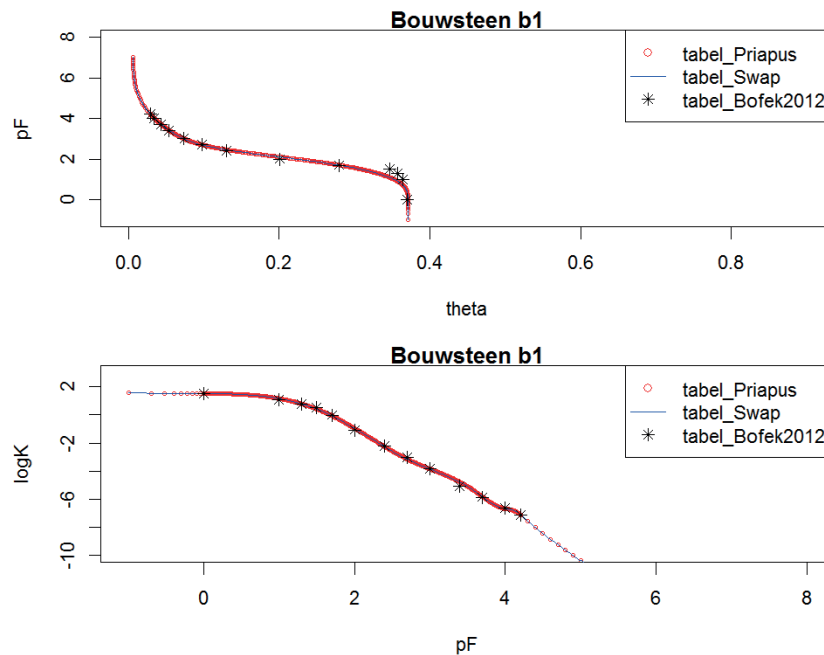 Bouwsteen b1
tabel_Priapus
tabel_Swap
tabel_Bofek2012
pF
8
6
4
2
0
0.0 0.2 0.4 0.6 0.8
theta
Bouwsteen b1
tabel_Priapus
tabel_Swap
tabel_Bofek2012
logK
2
-2
-6
-10
0 2 4 6 8
pF